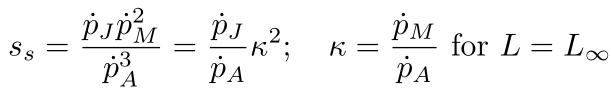 $s_s = \frac{\dot{p}_J \dot{p}_M^2}{\dot{p}_A^3} = \frac{\dot{p}_J}{\dot{p}_A} \kappa^2; \quad \kappa = \frac{\dot{p}_M}{\dot{p}_A} \text{ for } L = L_\infty$